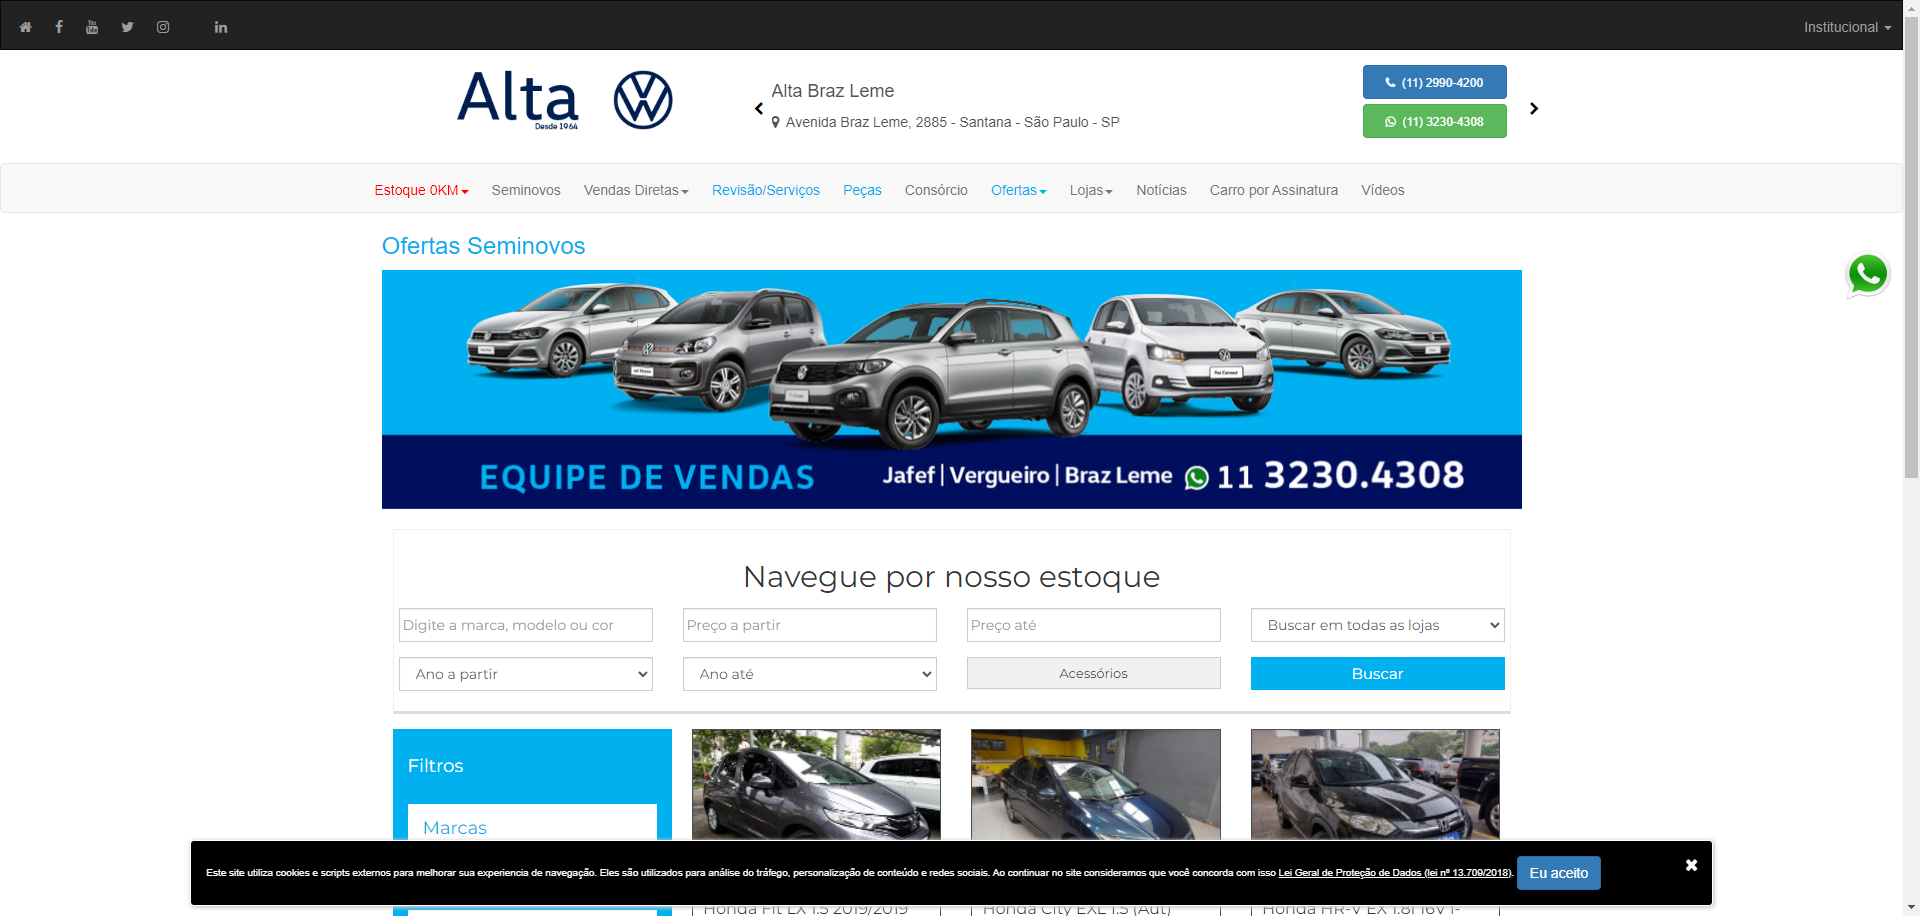 Institucional
Alta
Desde 1964
Alta Braz Leme
Avenida Braz Leme, 2885 - Santana - São Paulo - SP
(11) 2990-4200
(11) 3230-4308
Estoque 0KM Seminovos Vendas Diretas Revisão/Serviços Peças Consórcio Ofertas Lojas Notícias Carro por Assinatura Vídeos
Ofertas Seminovos
EQUIPE DE VENDAS Jafef | Vergueiro | Braz Leme 11 3230.4308
Navegue por nosso estoque
Digite a marca, modelo ou cor Preço a partir Preço até Buscar em todas as lojas
Ano a partir Ano até Acessórios Buscar
Filtros
Marcas
Este site utiliza cookies e scripts externos para melhorar sua experiencia de navegação. Eles são utilizados para análise do tráfego, personalização de conteúdo e redes sociais. Ao continuar no site consideramos que você concorda com isso Lei Geral de Proteção de Dados (lei nº 13.709/2018). Eu aceito
Honda Fit LX 1.5 2019/2019 Honda City EXL 1.5 (Aut) Honda HR-V EX 1.8i 16V I-